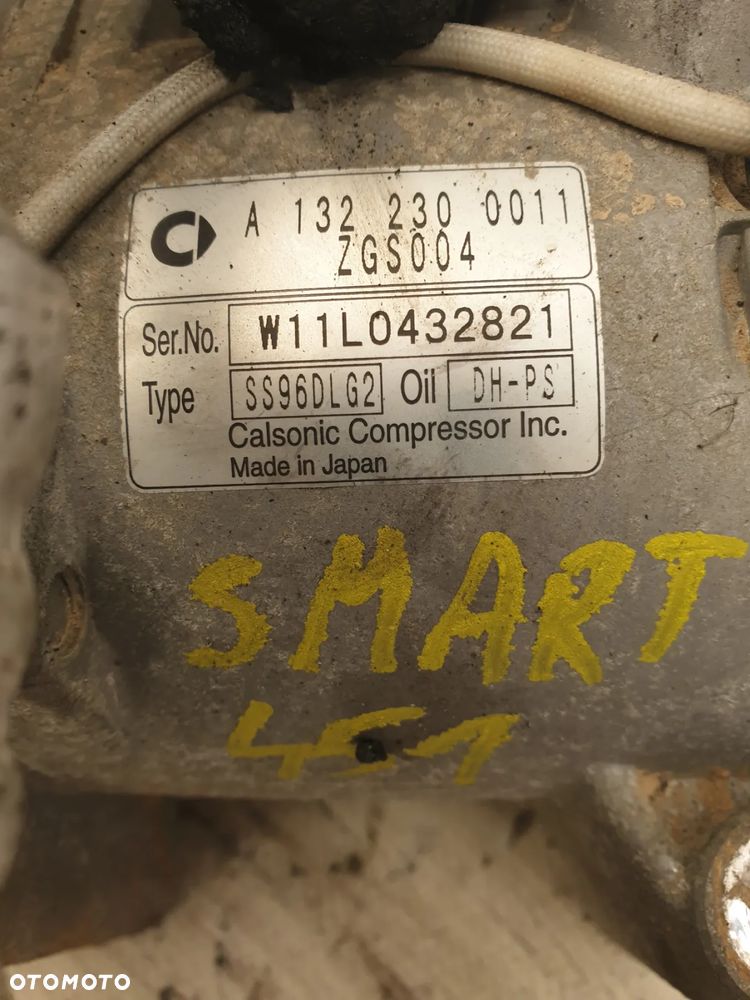 A 132 230 0011
ZGS004
Ser.No. W11L0432821
Type SS96DLG2 Oil DH-PS
Calsonic Compressor Inc.
Made in Japan
SMART
451
OTOMOTO